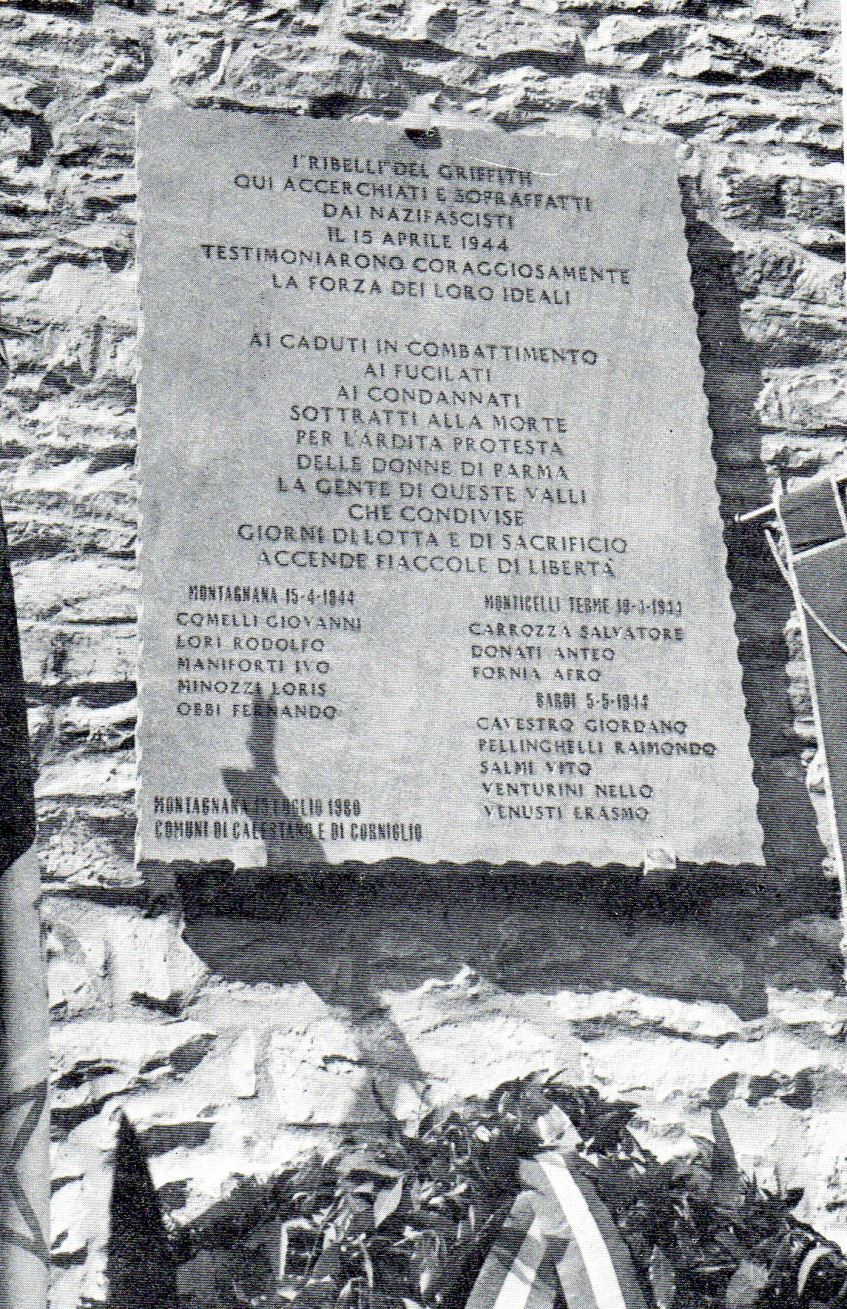 I RIBELLI DEL GRIFFITH
QUI ACCERCHIATI E SOPRAFFATTI
DAI NAZIFASCISTI
IL 15 APRILE 1944
TESTIMONIARONO CORAGGIOSAMENTE
LA FORZA DEI LORO IDEALI
AI CADUTI IN COMBATTIMENTO
AI FUCILATI
AI CONDANNATI
SOTTRATTI ALLA MORTE
PER L'ARDITA PROTESTA
DELLE DONNE DI PARMA
LA GENTE DI QUESTE VALLI
CHE CONDIVISE
GIORNI DI LOTTA E DI SACRIFICIO
ACCENDE FIACCOLE DI LIBERTÀ
MONTAGNANA 15-4-1944
COMELLI GIOVANNI
LORI RODOLFO
MANIFORTI IVO
MINOZZI LORIS
OBBI FERNANDO
MONTICELLI TERME
CARROZZA SALVATORE
DONATI ANTEO
FORNIA AFRO
BARDI 5-5-1944
CAVESTRO GIORDANO
PELLINGHELLI RAIMONDO
SALMI VITO
VENTURINI NELLO
VENUSTI ERASMO
MONTAGNANA LUGLIO 1980
COMUNI DI CALESTANO E DI CORNIGLIO